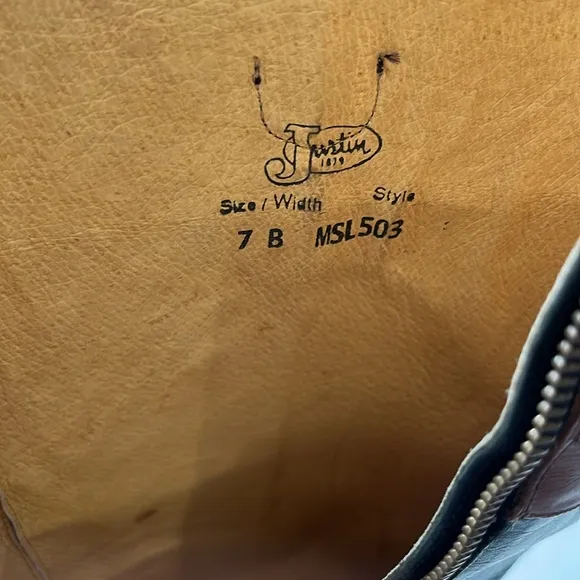 Justin
1879
Size / Width Style
7 B MSL503